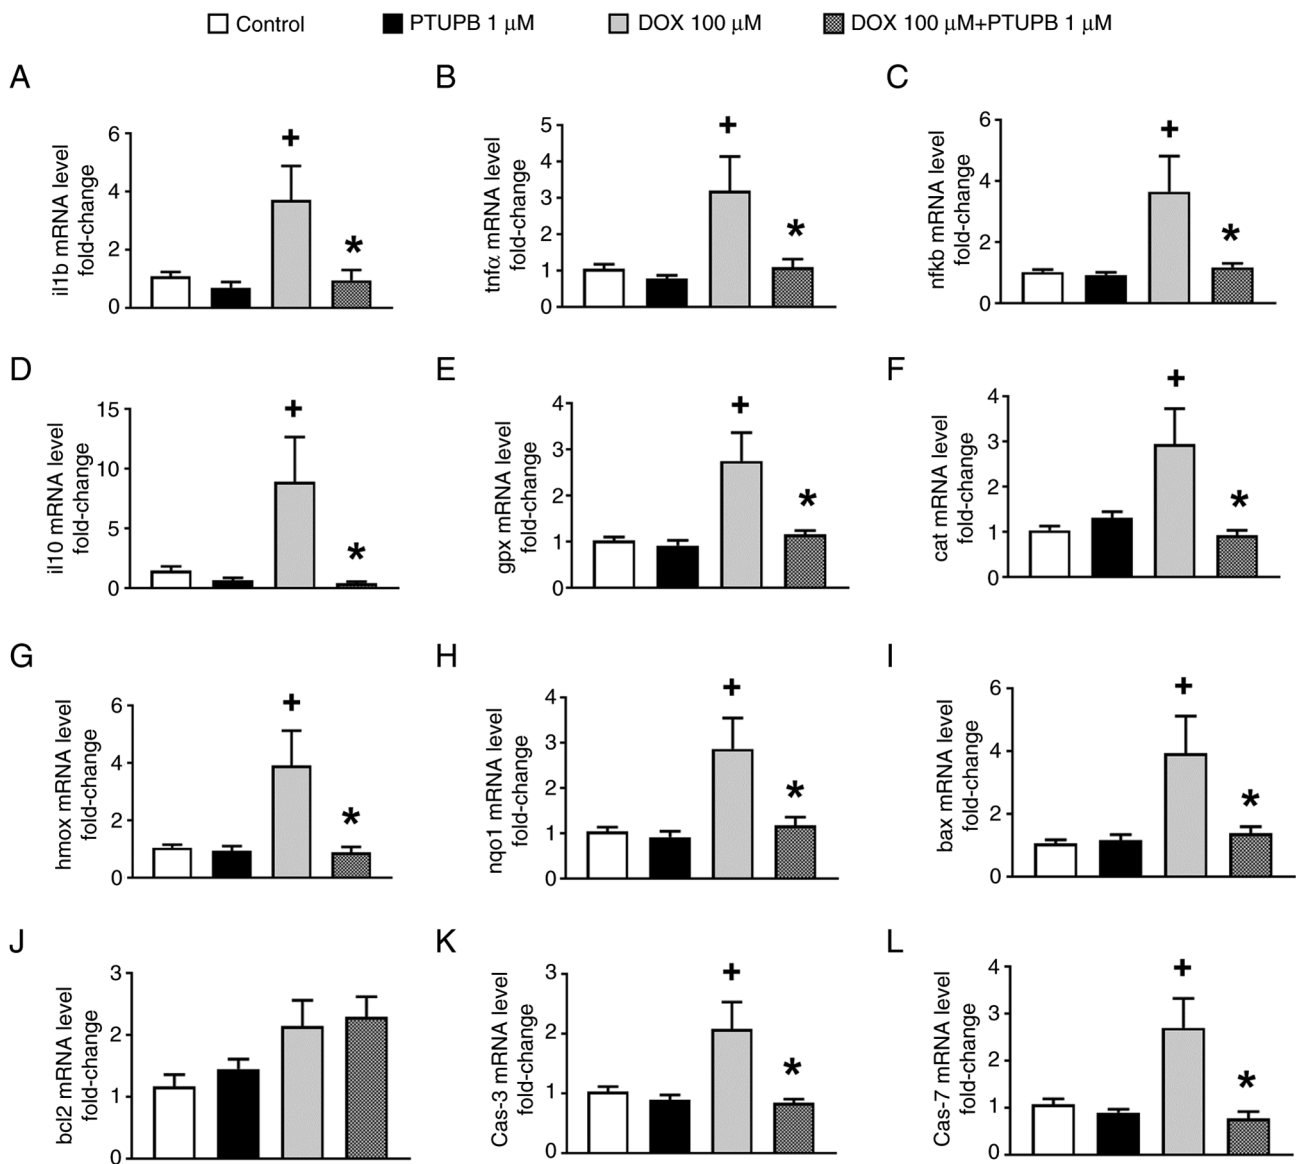 Control PTUPB 1 μM DOX 100 μM DOX 100 μM+PTUPB 1 μM
A B C
il1b mRNA level
fold-change
6
4
2
0
+
*
tnfα mRNA level
fold-change
5
4
3
2
1
0
+
*
nfkb mRNA level
fold-change
6
4
2
0
+
*
D E F
il10 mRNA level
fold-change
15
10
5
0
+
*
gpx mRNA level
fold-change
4
3
2
1
0
+
*
cat mRNA level
fold-change
4
3
2
1
0
+
*
G H I
hmox mRNA level
fold-change
6
4
2
0
+
*
nqo1 mRNA level
fold-change
4
3
2
1
0
+
*
bax mRNA level
fold-change
6
4
2
0
+
*
J K L
bcl2 mRNA level
fold-change
3
2
1
0
Cas-3 mRNA level
fold-change
3
2
1
0
+
*
Cas-7 mRNA level
fold-change
4
3
2
1
0
+
*